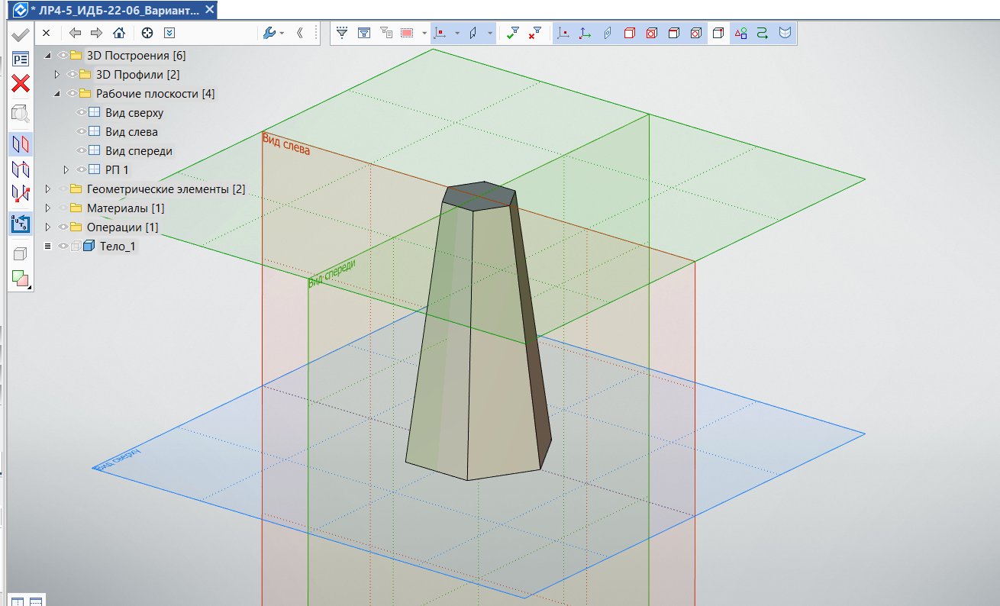 * ЛР4-5_ИДБ-22-06_Вариант...
3D Построения [6]
3D Профили [2]
Рабочие плоскости [4]
Вид сверху
Вид слева
Вид спереди
РП 1
Геометрические элементы [2]
Материалы [1]
Операции [1]
Тело_1
Вид слева
Вид спереди
Вид сверху